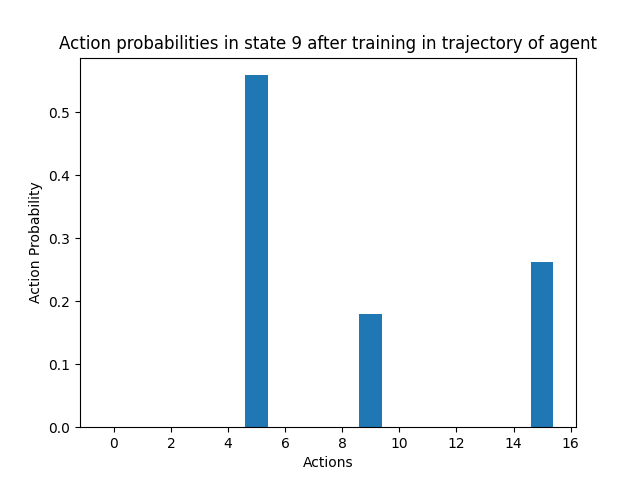 Action probabilities in state 9 after training in trajectory of agent
Action Probability
0.5
0.4
0.3
0.2
0.1
0.0
0 2 4 6 8 10 12 14 16
Actions